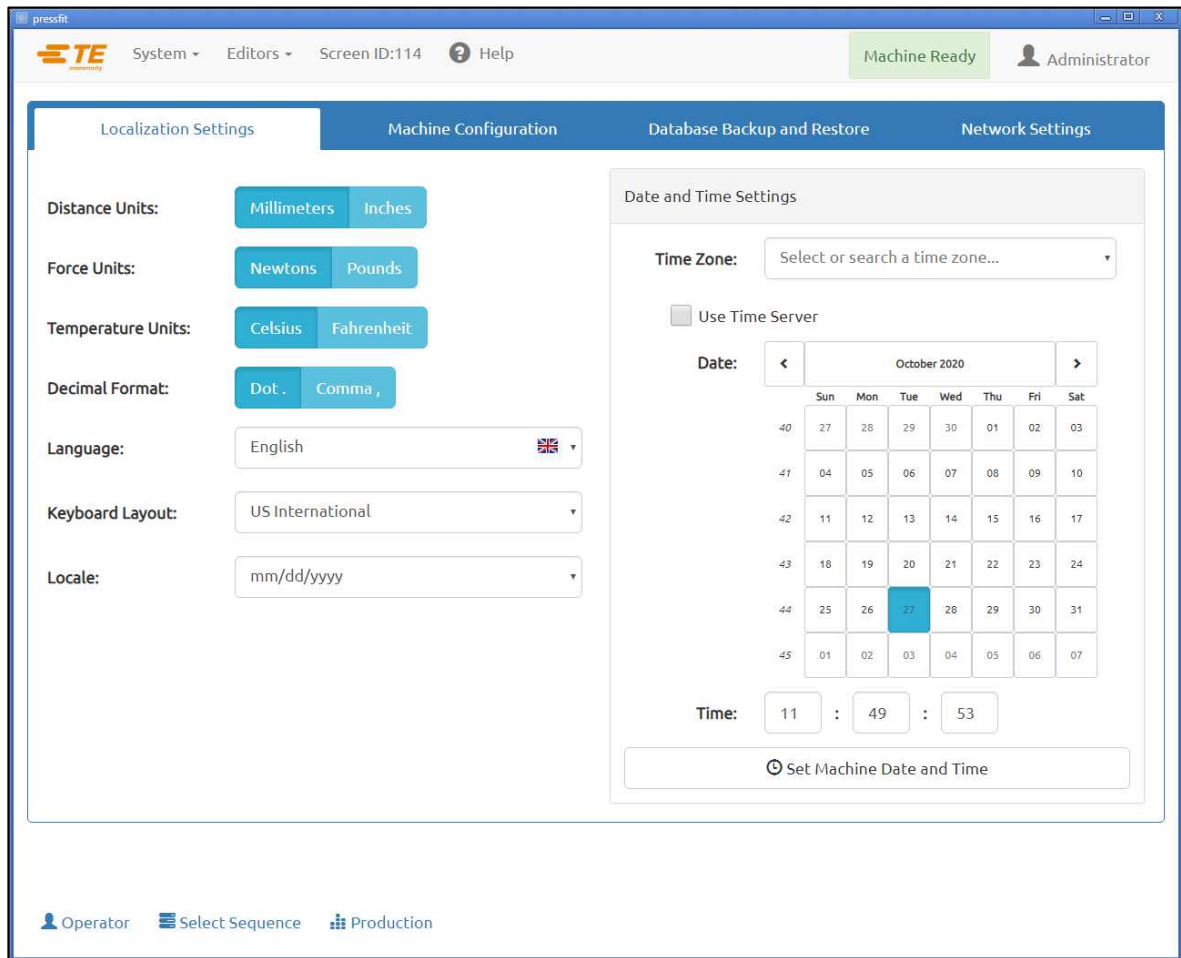 pressfit
TE connectivity System Editors Screen ID:114 Help Machine Ready Administrator
Localization Settings Machine Configuration Database Backup and Restore Network Settings
Distance Units: Millimeters Inches
Force Units: Newtons Pounds
Temperature Units: Celsius Fahrenheit
Decimal Format: Dot . Comma ,
Language: English
Keyboard Layout: US International
Locale: mm/dd/yyyy
Date and Time Settings
Time Zone: Select or search a time zone...
Use Time Server
Date: < October 2020 >
Sun Mon Tue Wed Thu Fri Sat
40 27 28 29 30 01 02 03
41 04 05 06 07 08 09 10
42 11 12 13 14 15 16 17
43 18 19 20 21 22 23 24
44 25 26 27 28 29 30 31
45 01 02 03 04 05 06 07
Time: 11 : 49 : 53
Set Machine Date and Time
Operator Select Sequence Production